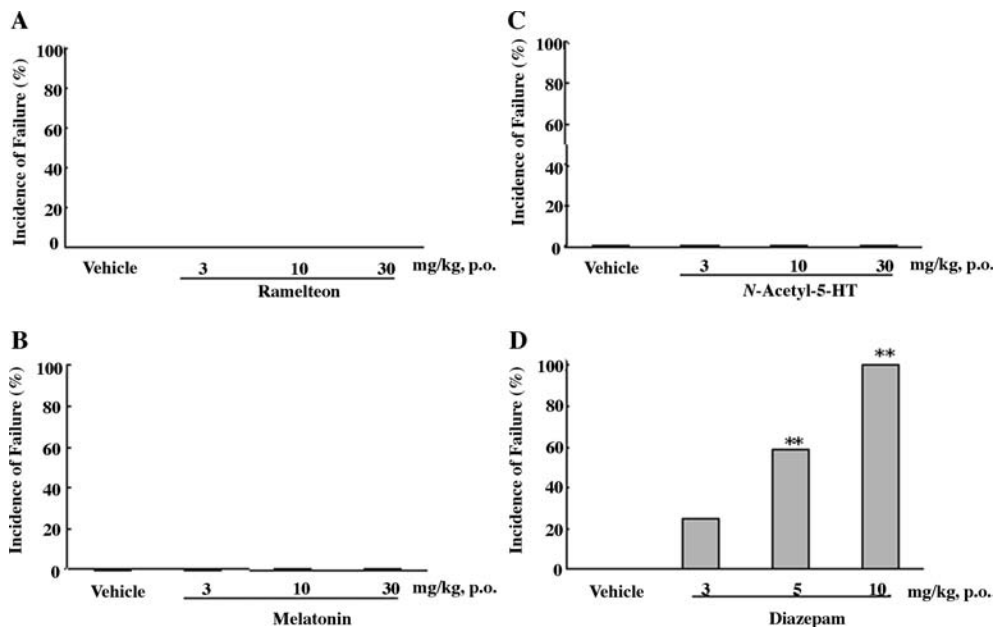 A
Incidence of Failure (%)
100
80
60
40
20
0
Vehicle 3 10 30 mg/kg, p.o.
Ramelteon
C
Incidence of Failure (%)
100
80
60
40
20
0
Vehicle 3 10 30 mg/kg, p.o.
N-Acetyl-5-HT
B
Incidence of Failure (%)
100
80
60
40
20
0
Vehicle 3 10 30 mg/kg, p.o.
Melatonin
D
Incidence of Failure (%)
100
80
60
40
20
0
**
**
Vehicle 3 5 10 mg/kg, p.o.
Diazepam